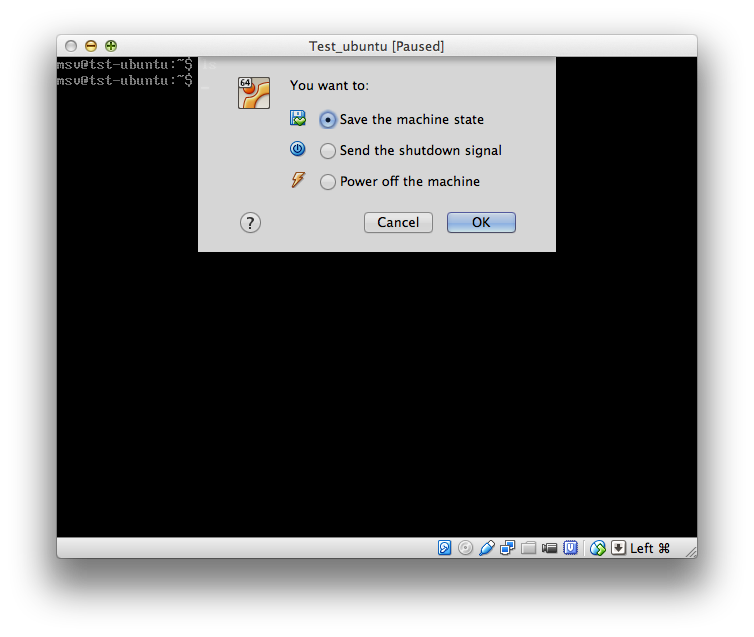 Test_ubuntu [Paused]
msv@tst-ubuntu:~$
msv@tst-ubuntu:~$ _
64
You want to:
Save the machine state
Send the shutdown signal
Power off the machine
?
Cancel
OK
Left ⌘